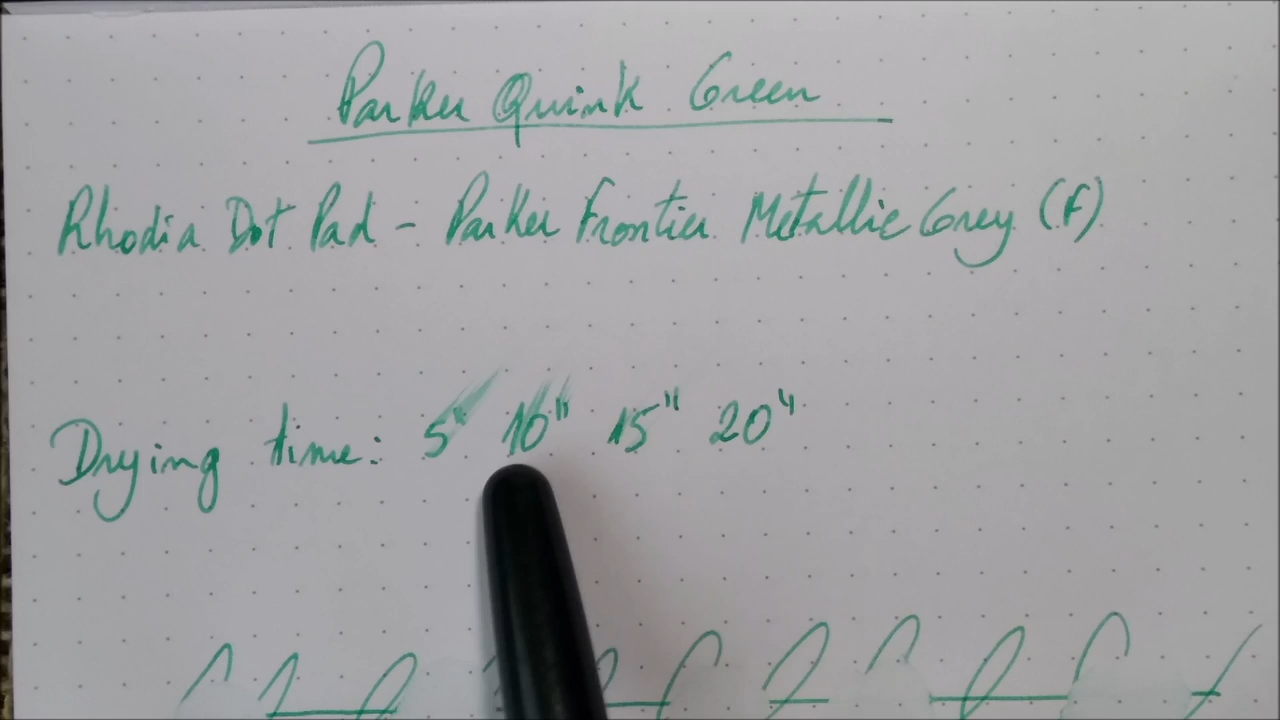 Parker Quink Green
Rhodia Dot Pad - Parker Frontier Metallic Grey (F)
Drying time: 5" 10" 15" 20"